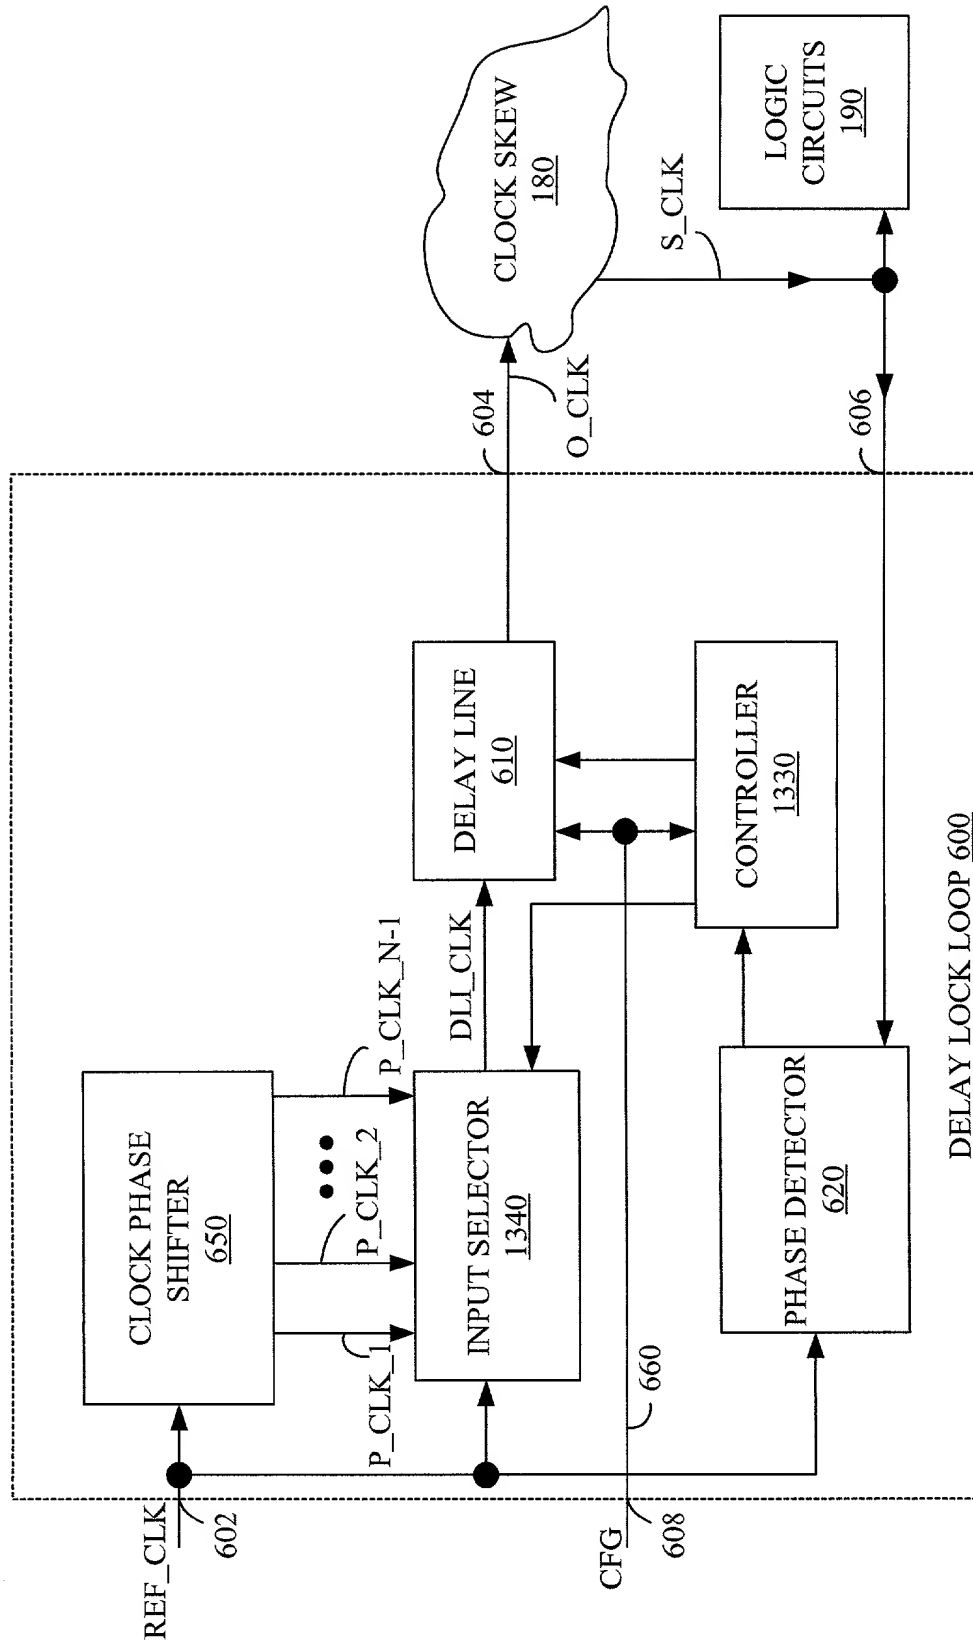 REF_CLK
602
CLOCK PHASE
SHIFTER
650
P_CLK_1
P_CLK_2
P_CLK_N-1
INPUT SELECTOR
1340
DLI_CLK
DELAY LINE
610
604
O_CLK
CLOCK SKEW
180
S_CLK
LOGIC
CIRCUITS
190
CFG
608
660
CONTROLLER
1330
PHASE DETECTOR
620
606
DELAY LOCK LOOP 600